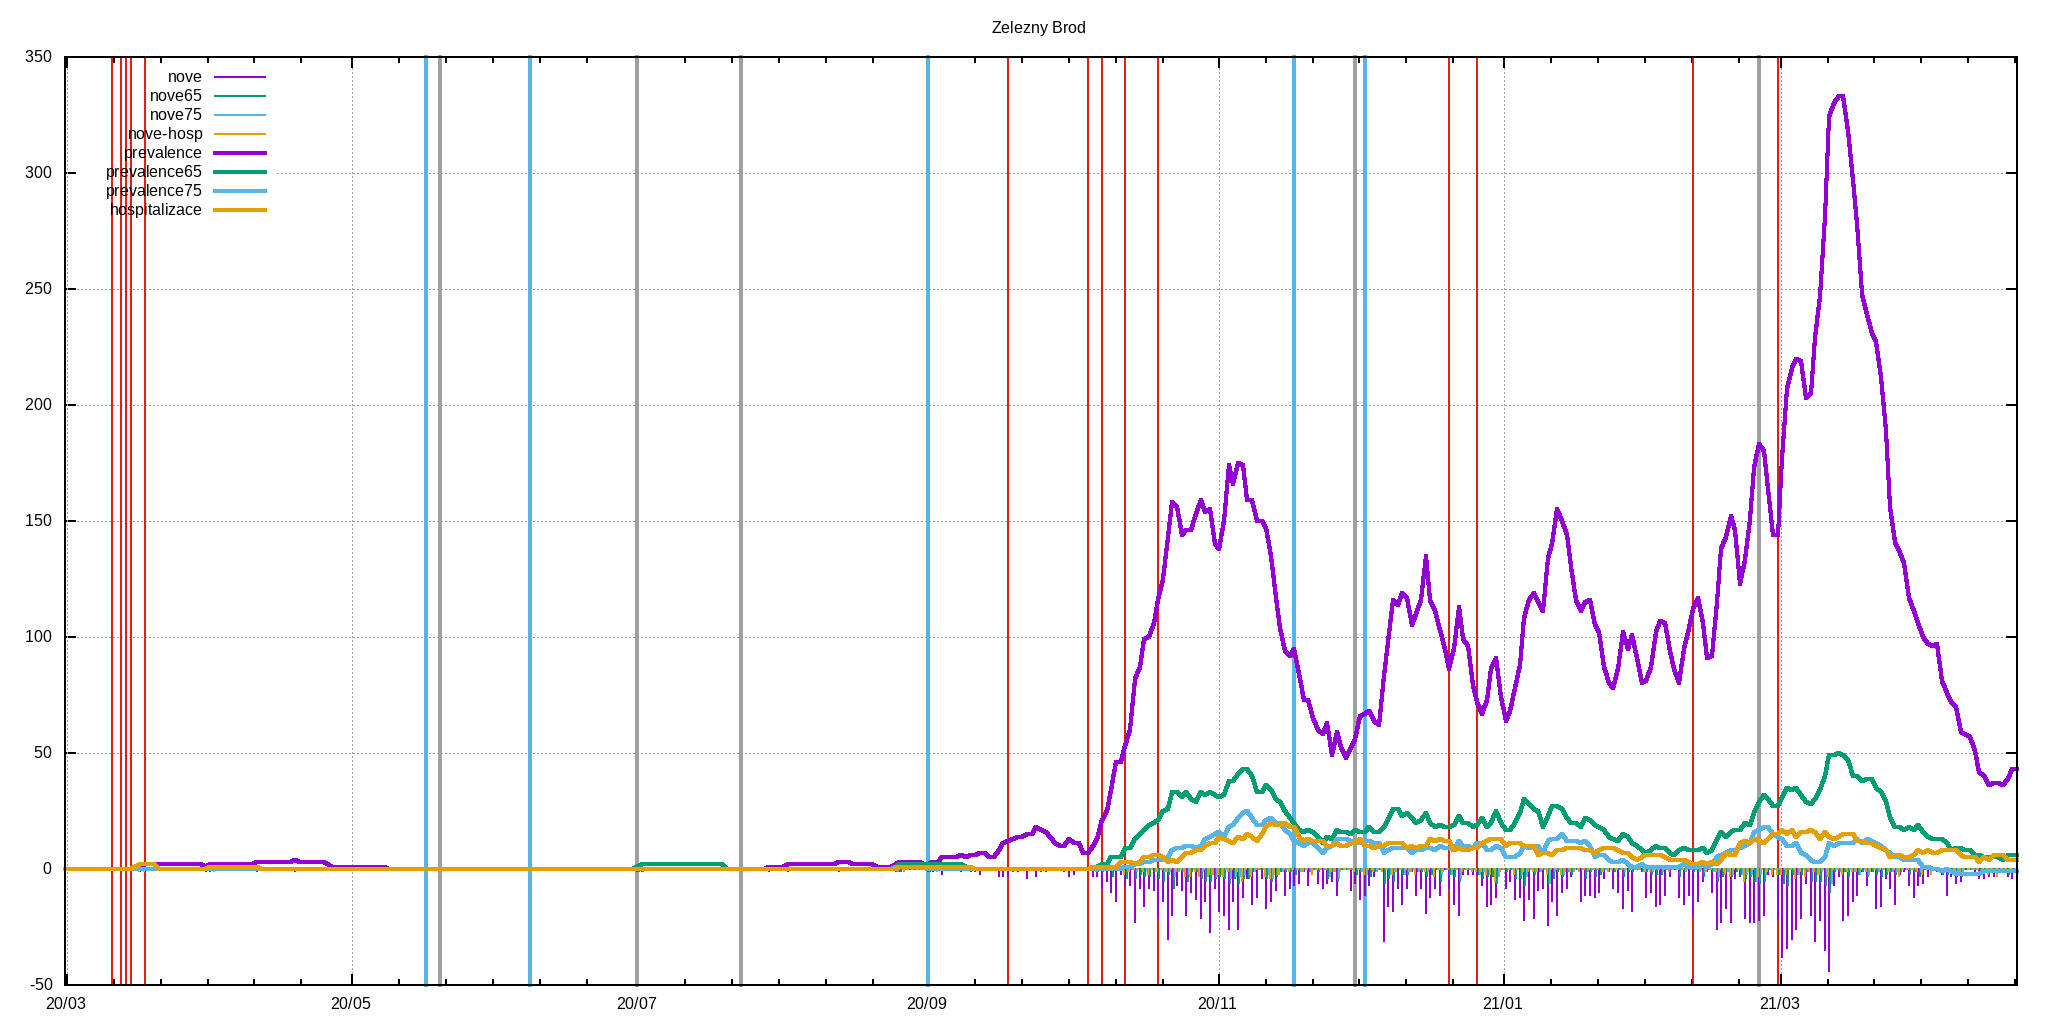 Zelezny Brod
350
300
250
200
150
100
50
0
-50
nove
nove65
nove75
nove-hosp
prevalence
prevalence65
prevalence75
hospitalizace
20/03
20/05
20/07
20/09
20/11
21/01
21/03